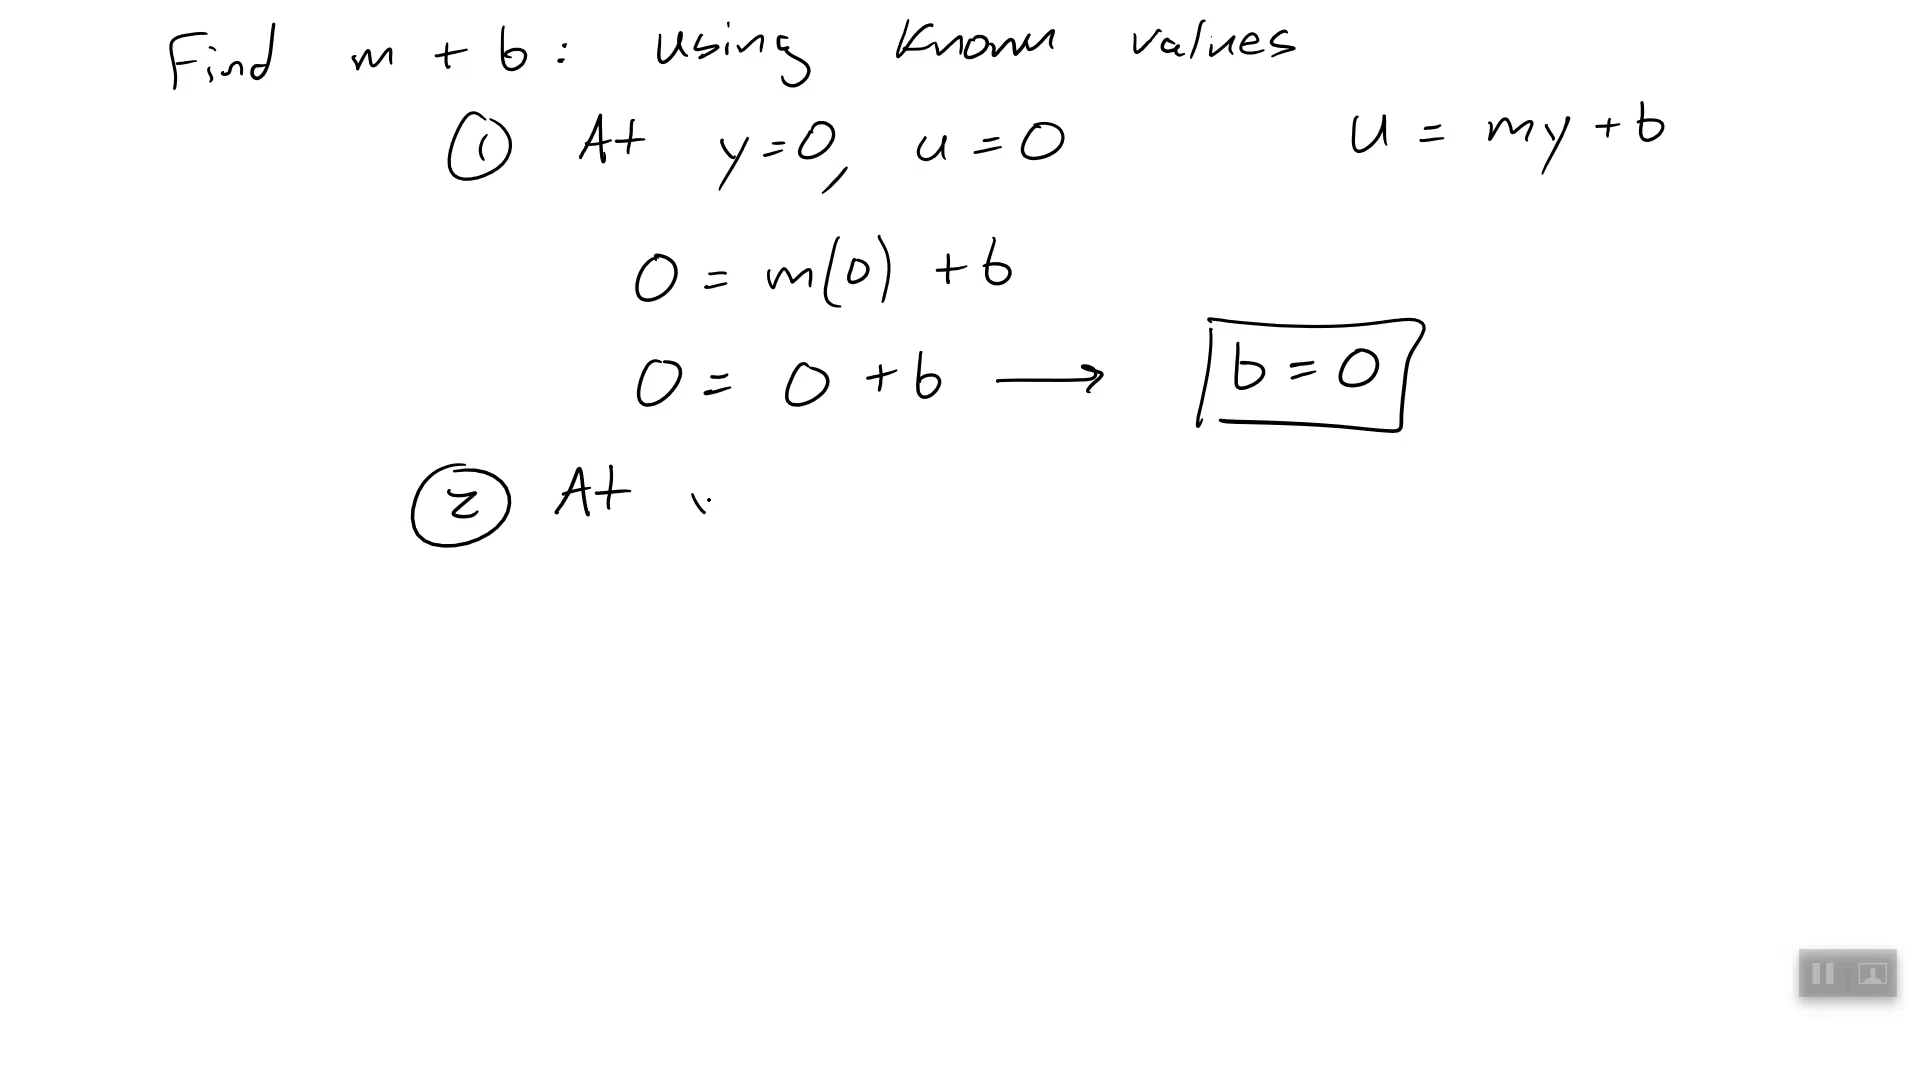 Find m + b: using known values
① At y=0, u=0
u = my + b
0 = m(0) + b
0 = 0 + b → b = 0
② At